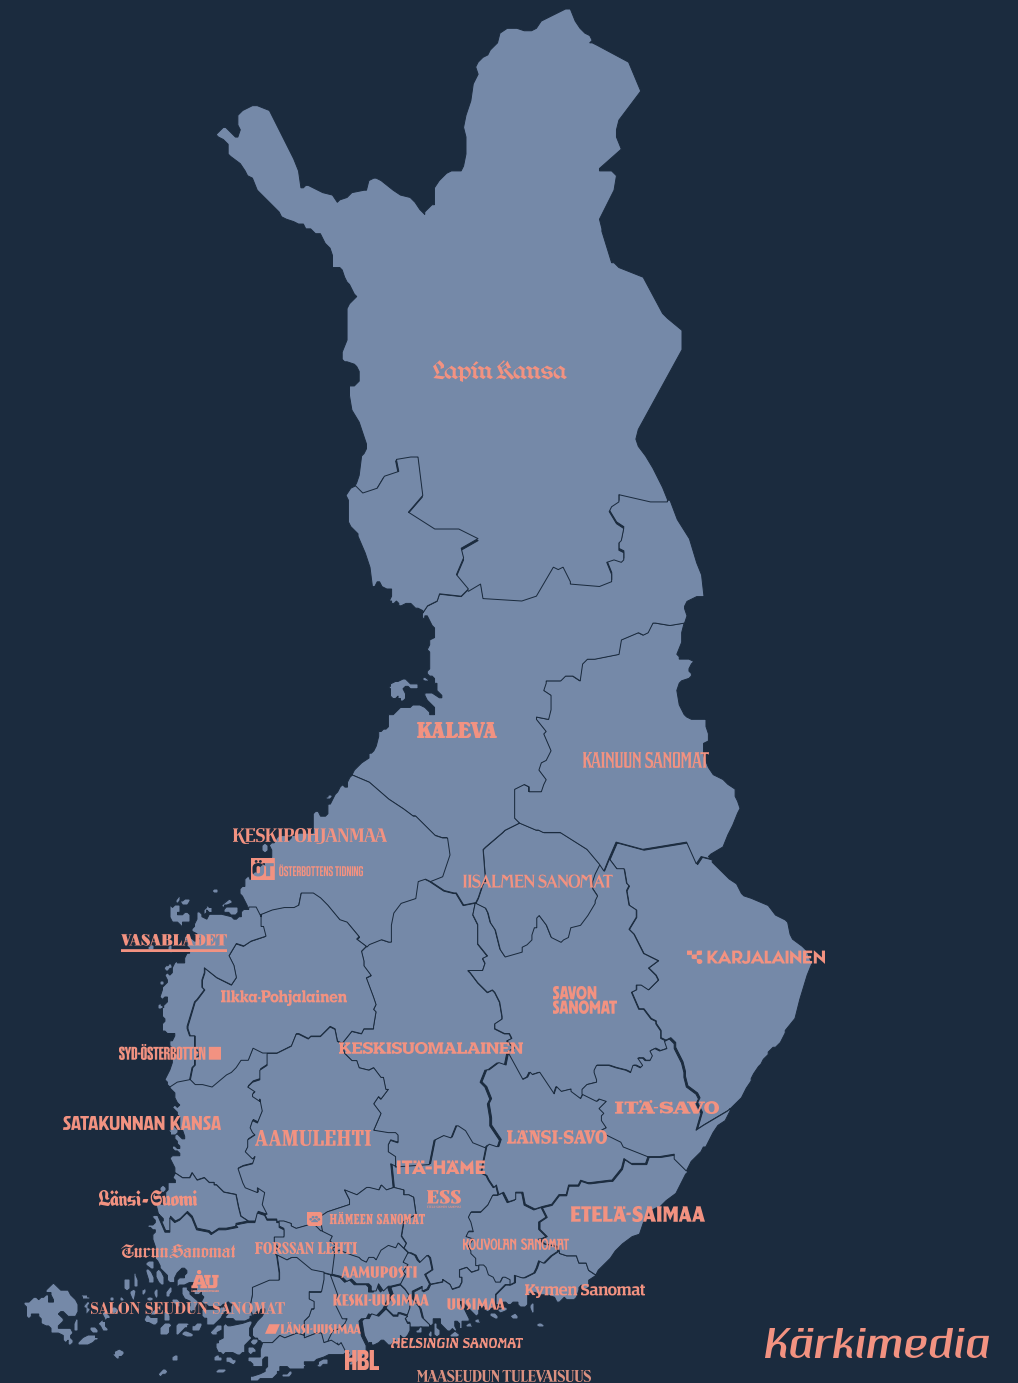 Lapin Kansa
KALEVA
KAINUUN SANOMAT
KESKIPOHJANMAA
ÖT ÖSTERBOTTENS TIDNING
IISALMEN SANOMAT
VASABLADET
KARJALAINEN
Ilkka-Pohjalainen
SAVON
SANOMAT
SYD-ÖSTERBOTTEN
KESKISUOMALAINEN
ITÄ-SAVO
SATAKUNNAN KANSA
AAMULEHTI
LÄNSI-SAVO
ITÄ-HÄME
Länsi-Suomi
ESS
ETELÄ-SAIMAA
HÄMEEN SANOMAT
Turun Sanomat
FORSSAN LEHTI
KOUVOLAN SANOMAT
AAMUPOSTI
ÅU
Kymen Sanomat
SALON SEUDUN SANOMAT
KESKI-UUSIMAA
UUSIMAA
LÄNSI-UUSIMAA
HELSINGIN SANOMAT
Kärkimedia
HBL
MAASEUDUN TULEVAISUUS